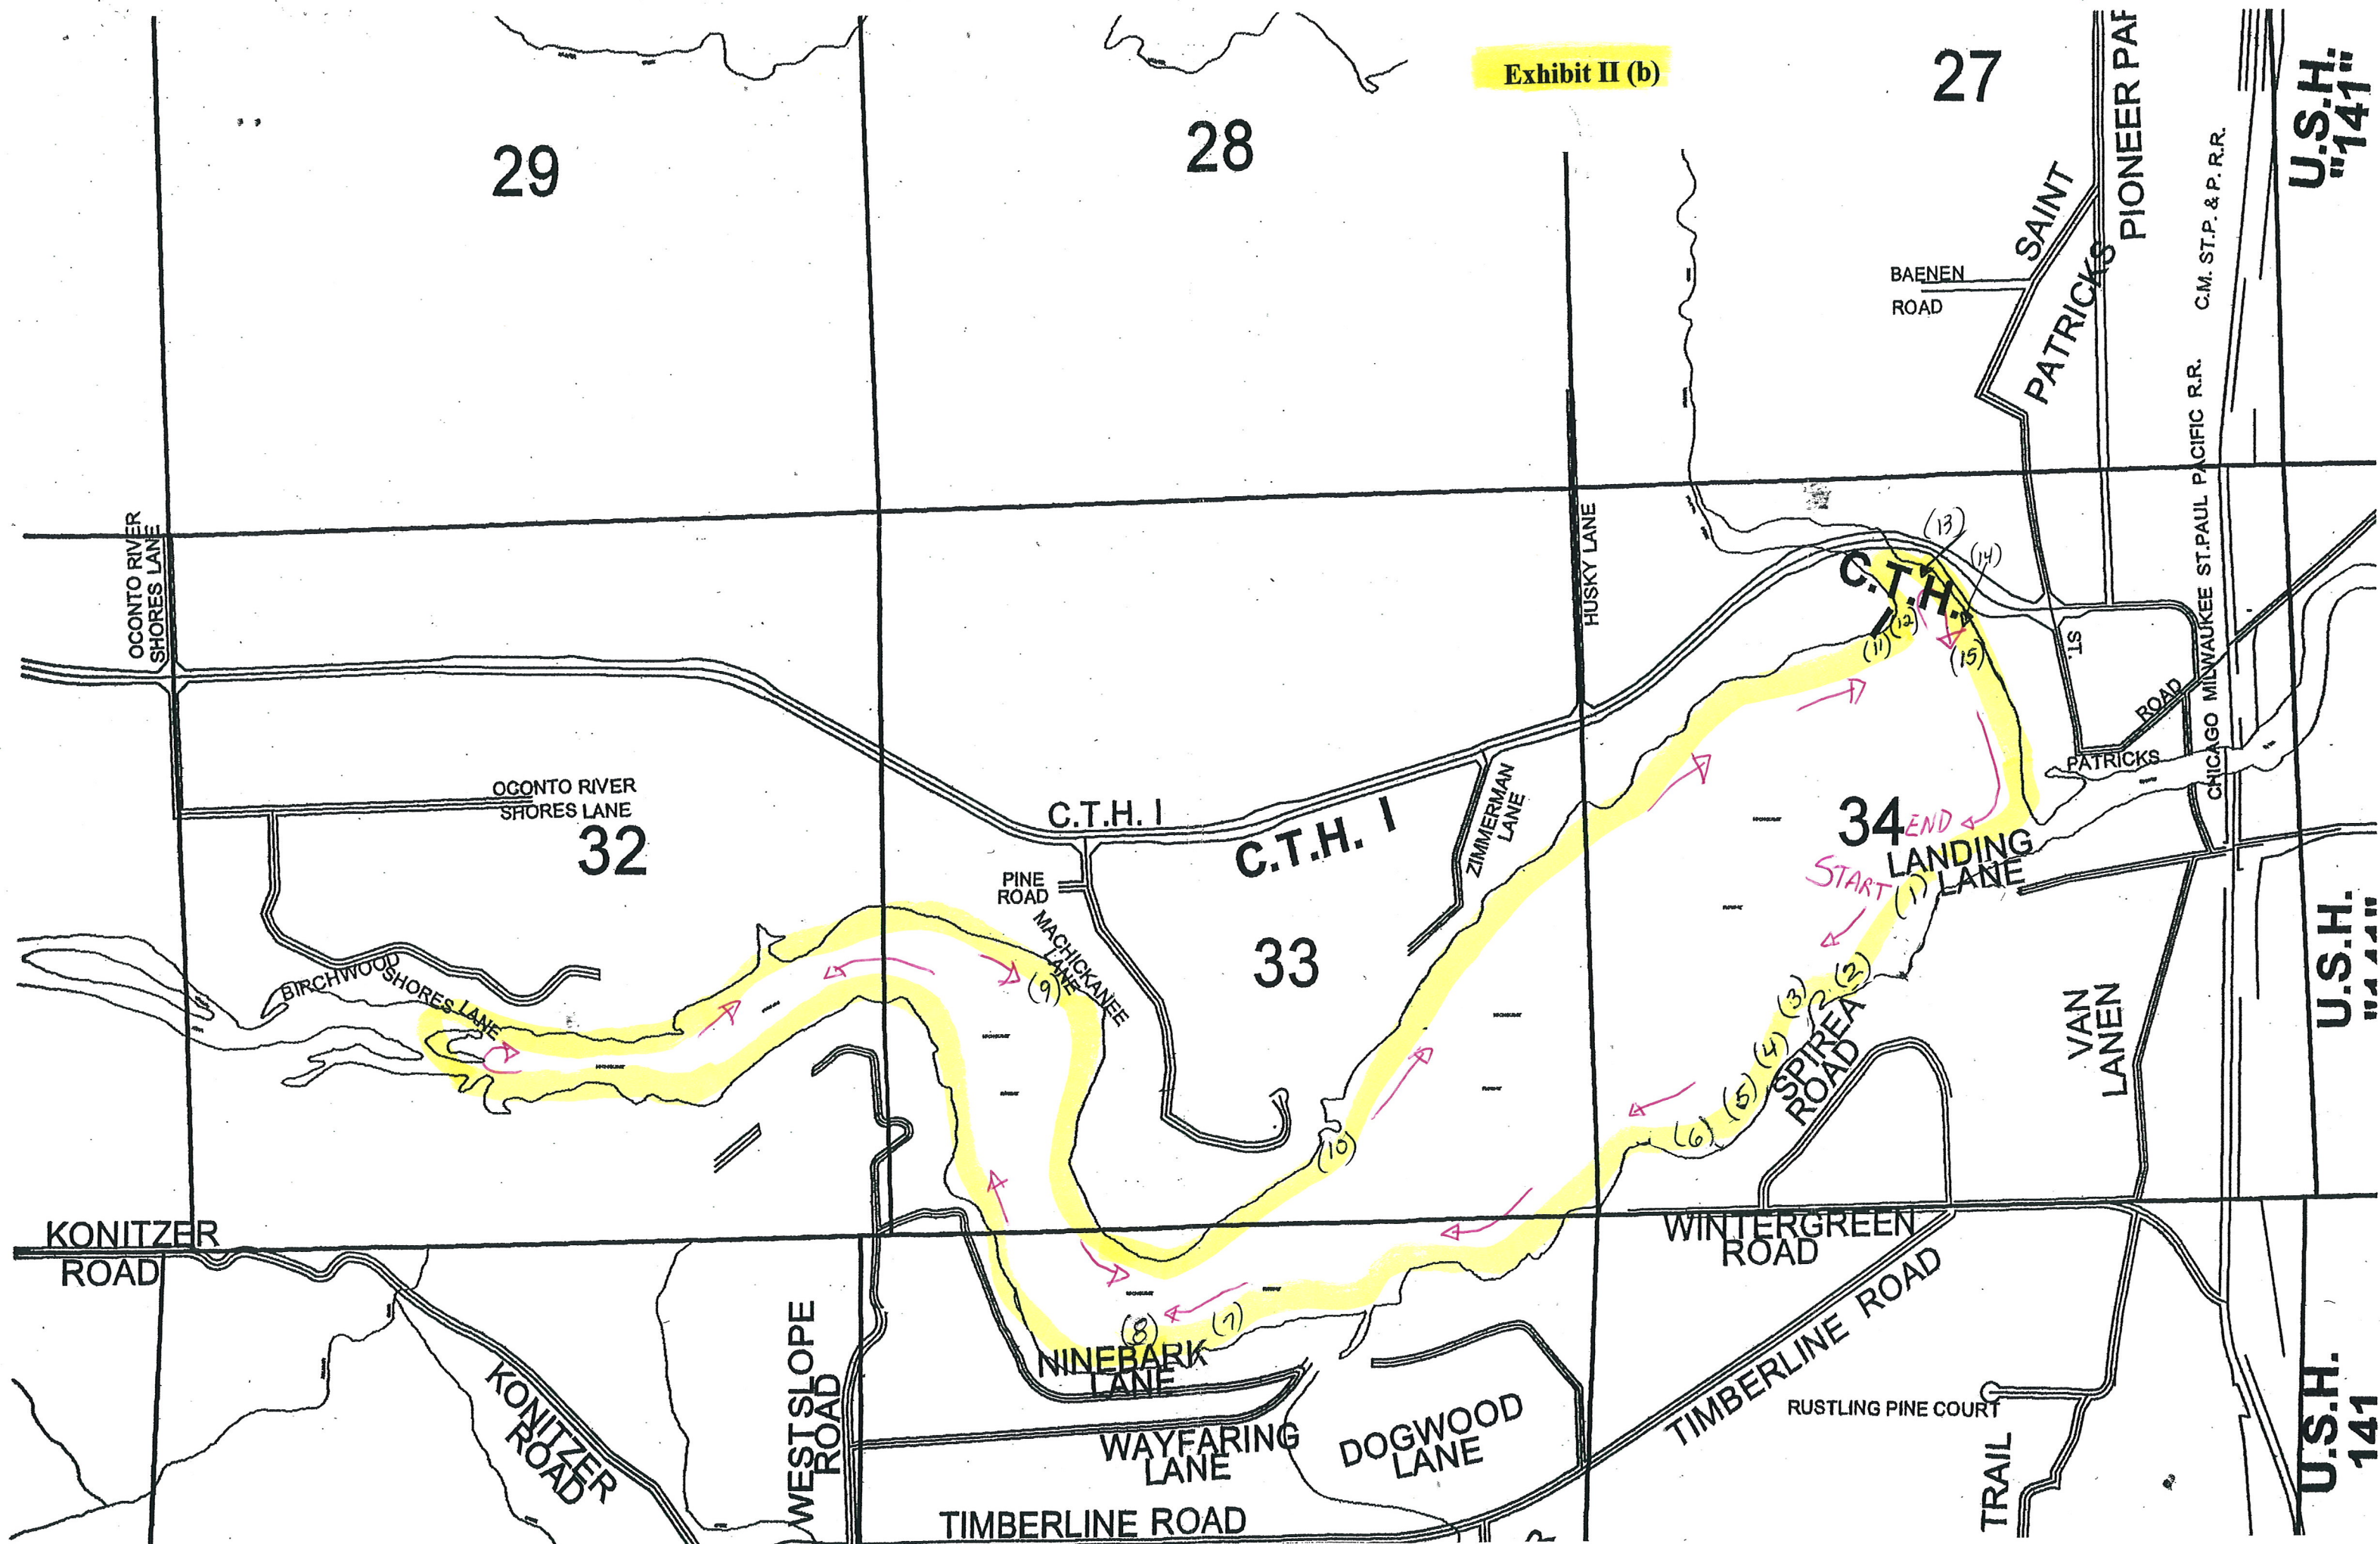 Exhibit II (b)
27
28
29
U.S.H.
"141"
PIONEER
SAINT
PATRICKS
C.M. ST.P. & P. R.R.
BAENEN
ROAD
CHICAGO MILWAUKEE ST.PAUL PACIFIC R.R.
OCONTO RIVER
SHORES LANE
HUSKY LANE
C.T.H.
I
(13)
(14)
(12)
(11)
(15)
ST.
ROAD
PATRICKS
OCONTO RIVER
SHORES LANE
32
C.T.H. I
C.T.H. I
ZIMMERMAN
LANE
34
END
LANDING
LANE
START
(1)
PINE
ROAD
MACHICKANEE
LANE
33
(9)
(2)
(3)
(4)
(5)
(6)
SPIREA
ROAD
VAN
LANEN
U.S.H.
BIRCHWOOD
SHORES LANE
(10)
KONITZER
ROAD
WINTERGREEN
ROAD
(8)
(7)
NINEBARK
LANE
WEST SLOPE
ROAD
KONITZER
ROAD
WAYFARING
LANE
DOGWOOD
LANE
TIMBERLINE ROAD
RUSTLING PINE COURT
TRAIL
U.S.H.
141
TIMBERLINE ROAD